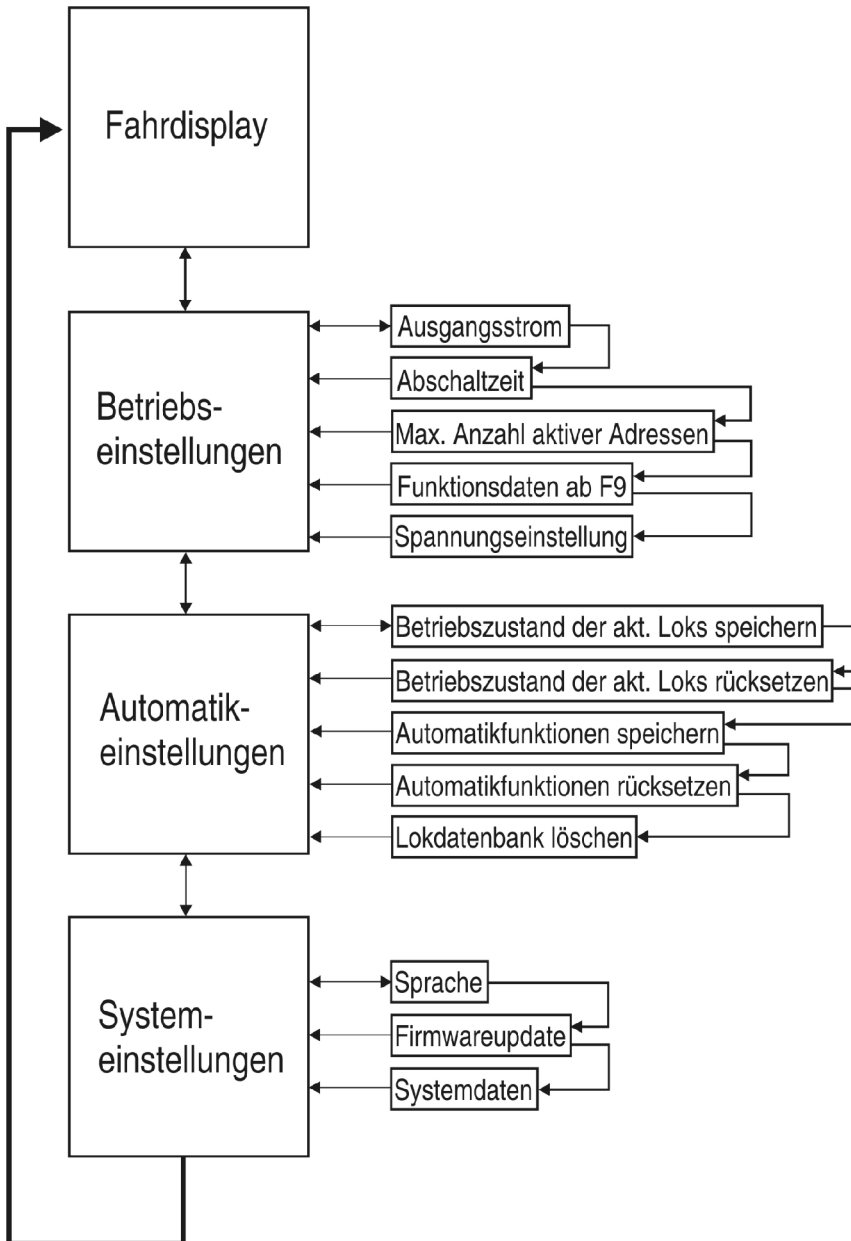 Fahrdisplay
Betriebs-
einstellungen
Ausgangsstrom
Abschaltzeit
Max. Anzahl aktiver Adressen
Funktionsdaten ab F9
Spannungseinstellung
Automatik-
einstellungen
Betriebszustand der akt. Loks speichern
Betriebszustand der akt. Loks rücksetzen
Automatikfunktionen speichern
Automatikfunktionen rücksetzen
Lokdatenbank löschen
System-
einstellungen
Sprache
Firmwareupdate
Systemdaten